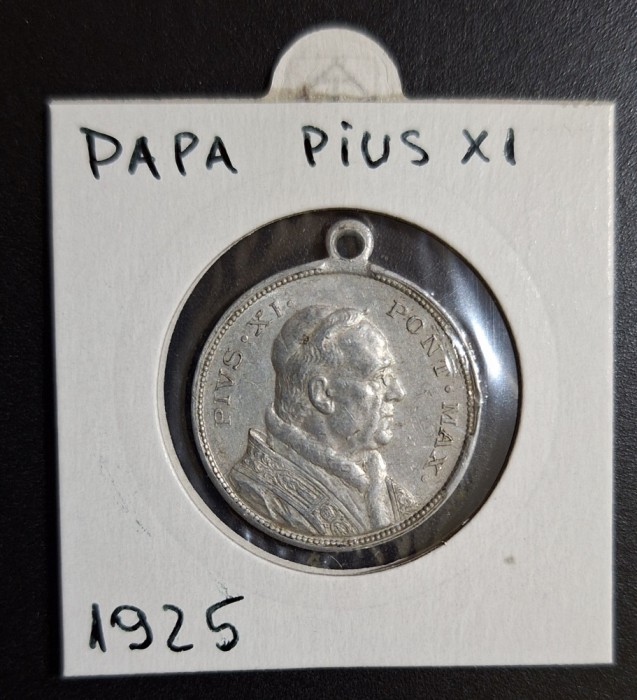 PAPA PiUS XI
PIVS · XI · PONT · MAX ·
1925